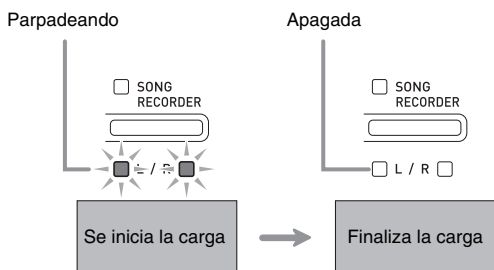 Parpadeando
Apagada
SONG
RECORDER
SONG
RECORDER
L / R
L / R
Se inicia la carga
Finaliza la carga